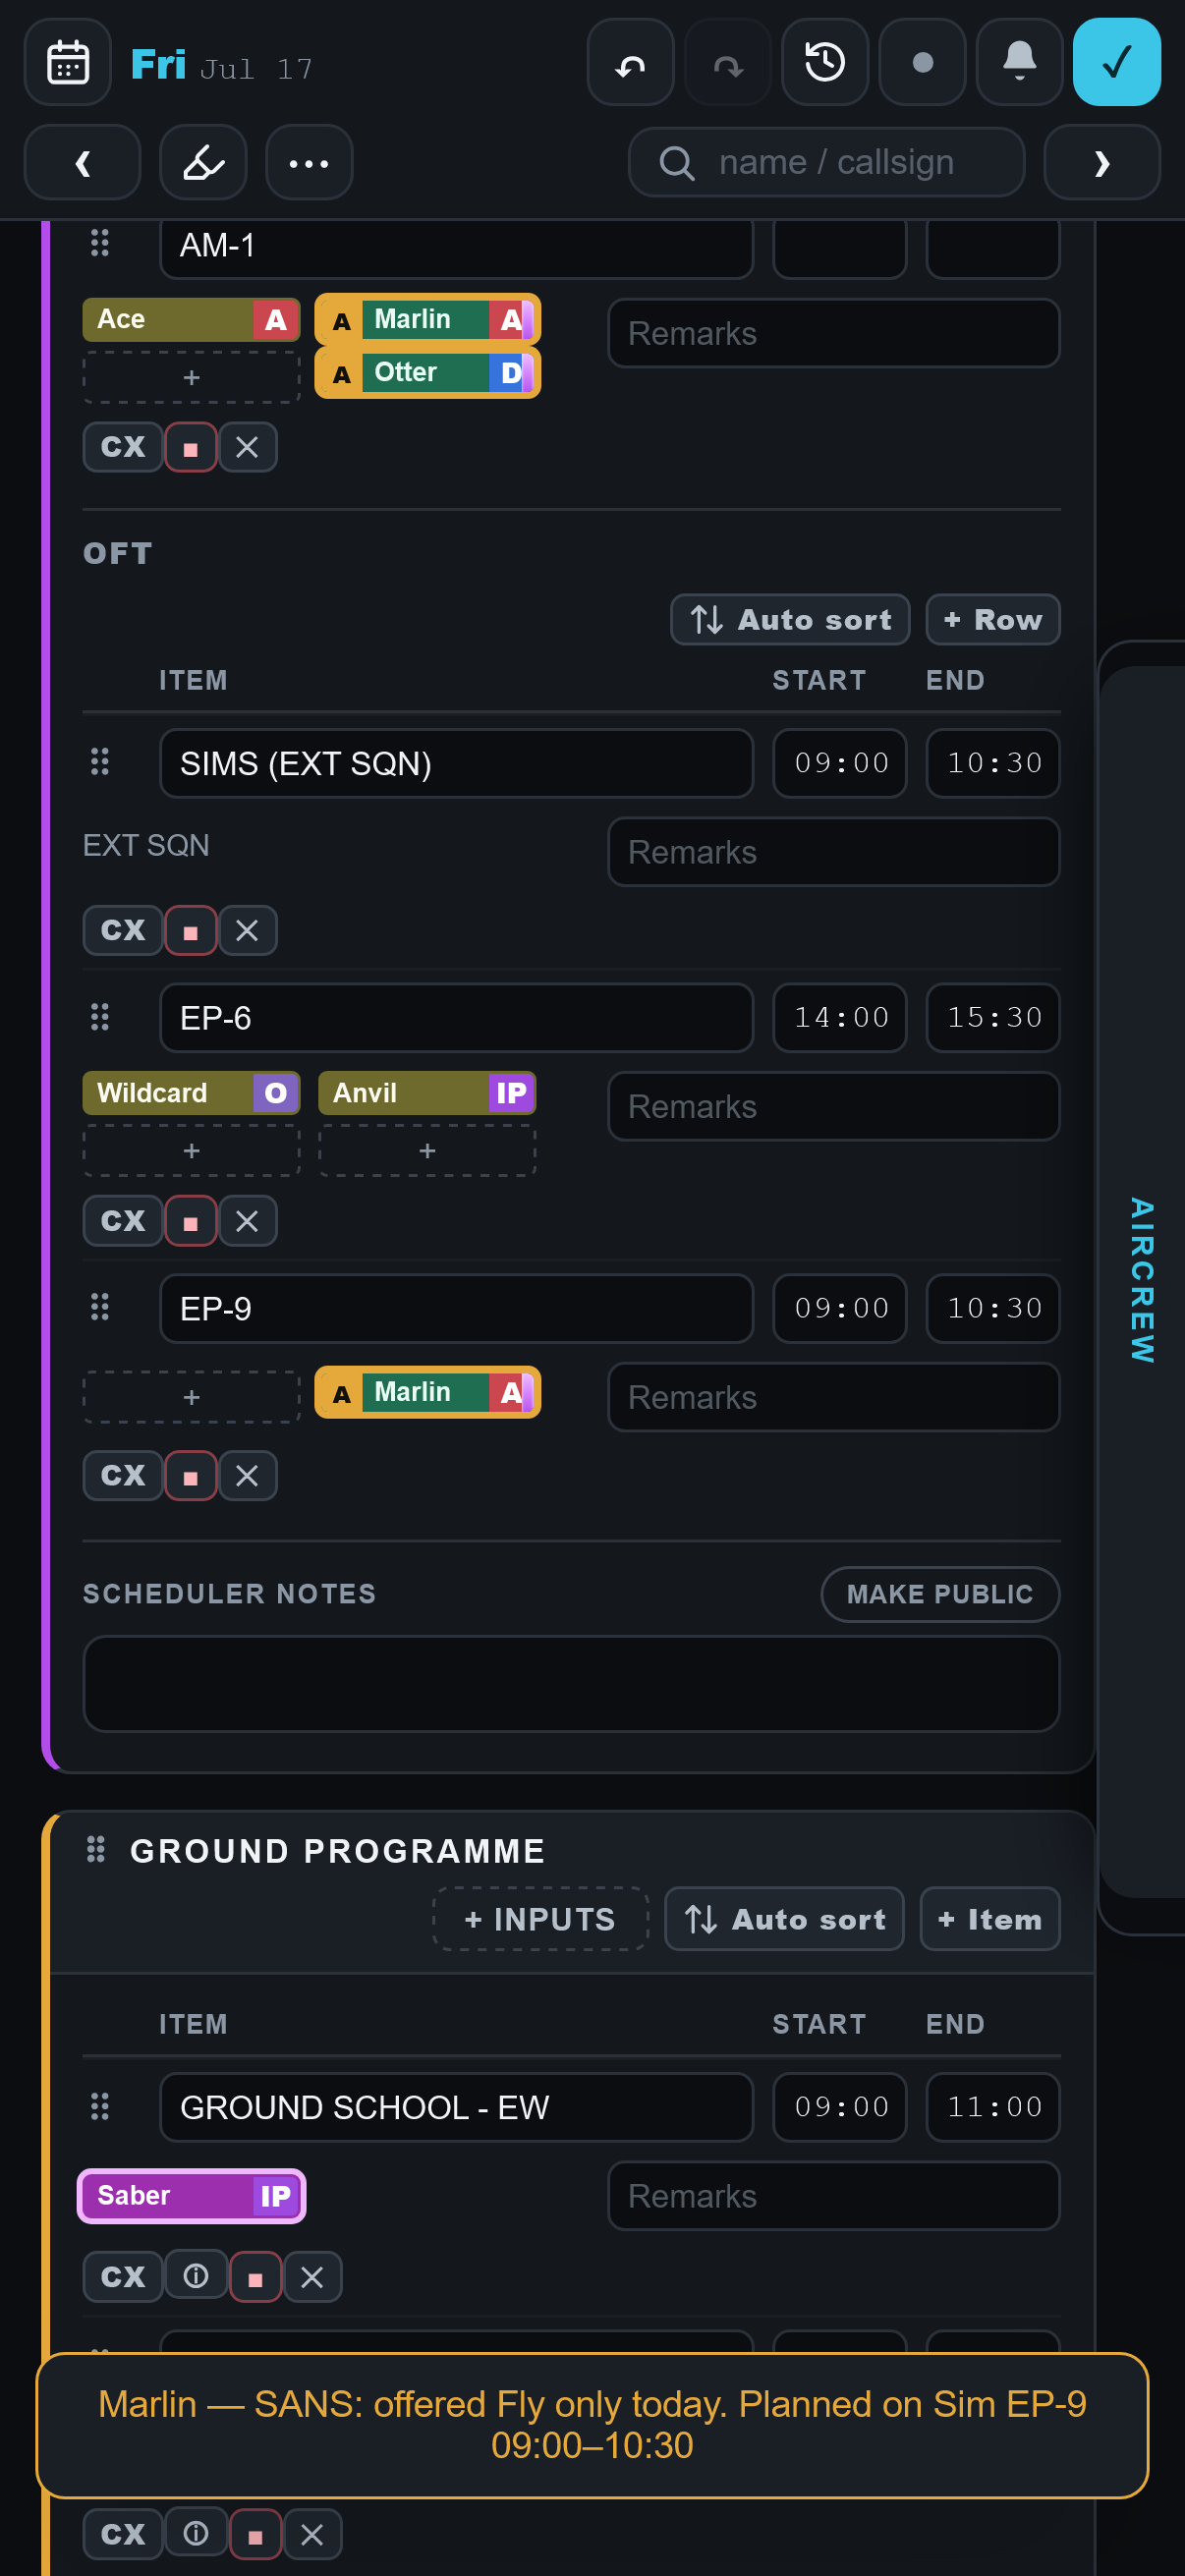 Fri Jul 17
name / callsign
AM-1
Ace A
A Marlin A
Remarks
+
A Otter D
CX
OFT
Auto sort
+ Row
ITEM START END
SIMS (EXT SQN) 09:00 10:30
EXT SQN
Remarks
CX
EP-6 14:00 15:30
Wildcard O
Anvil IP
Remarks
+ +
CX
EP-9 09:00 10:30
+
A Marlin A
Remarks
CX
SCHEDULER NOTES
MAKE PUBLIC
AIRCREW
GROUND PROGRAMME
+ INPUTS
Auto sort
+ Item
ITEM START END
GROUND SCHOOL - EW 09:00 11:00
Saber IP
Remarks
CX
Marlin — SANS: offered Fly only today. Planned on Sim EP-9
09:00–10:30
CX